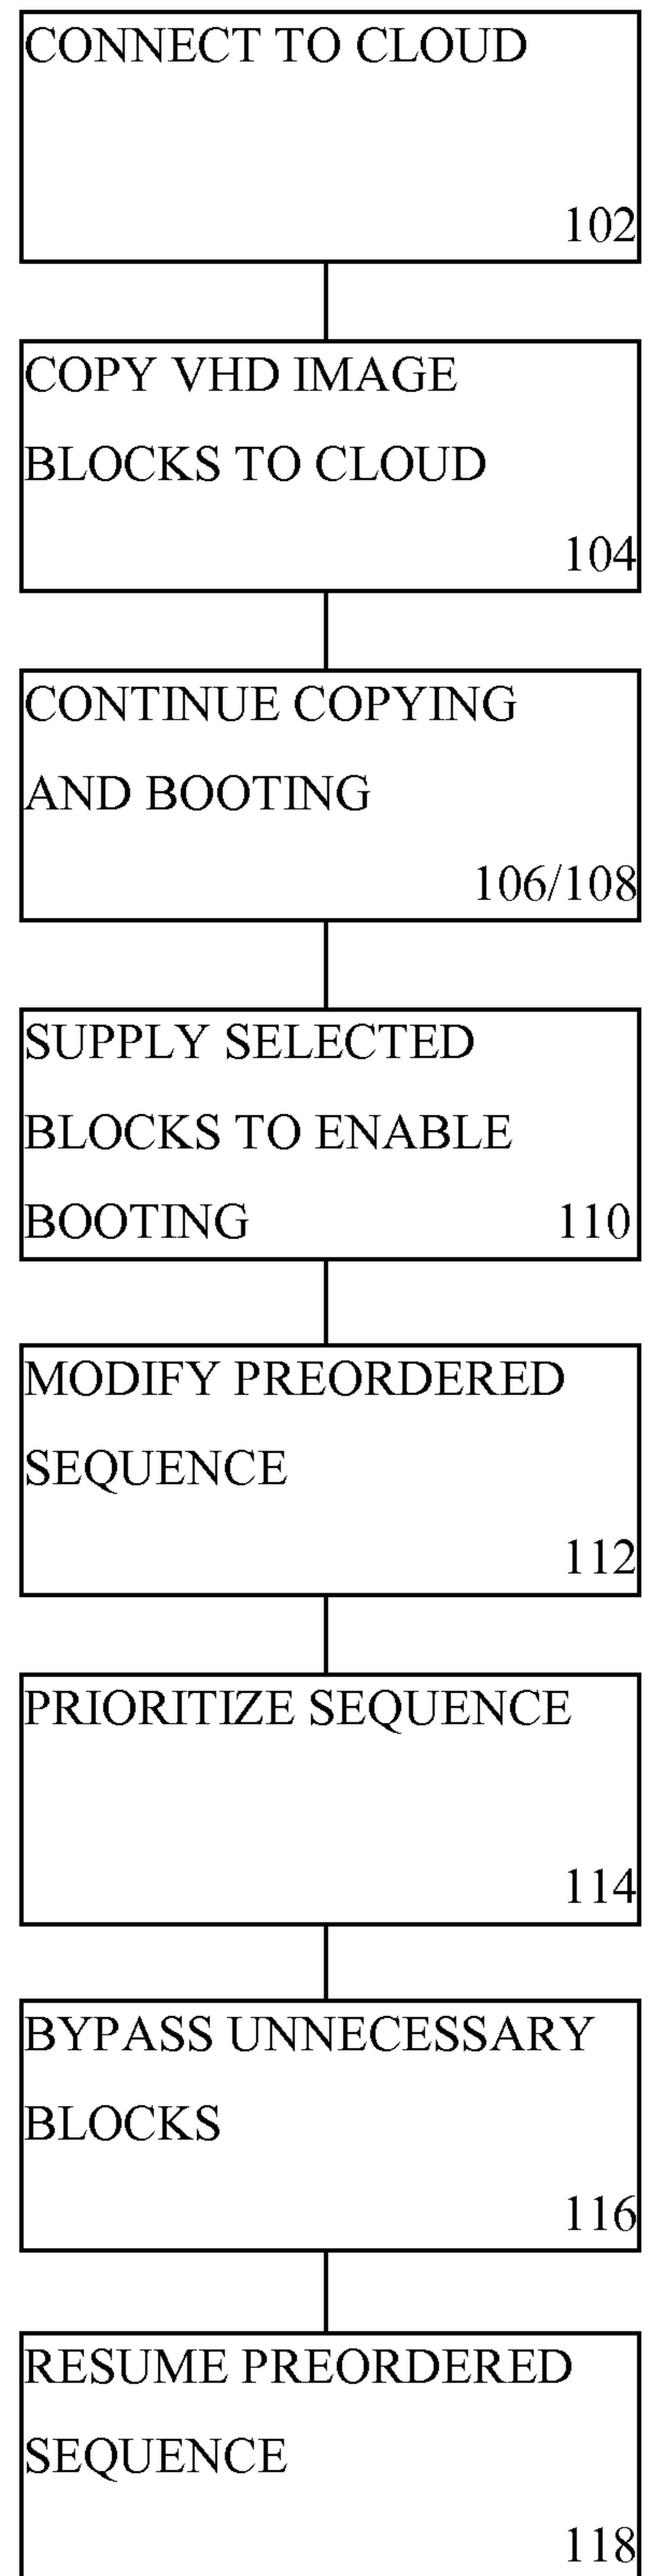 CONNECT TO CLOUD
102
COPY VHD IMAGE
BLOCKS TO CLOUD
104
CONTINUE COPYING
AND BOOTING
106/108
SUPPLY SELECTED
BLOCKS TO ENABLE
BOOTING 110
MODIFY PREORDERED
SEQUENCE
112
PRIORITIZE SEQUENCE
114
BYPASS UNNECESSARY
BLOCKS
116
RESUME PREORDERED
SEQUENCE
118